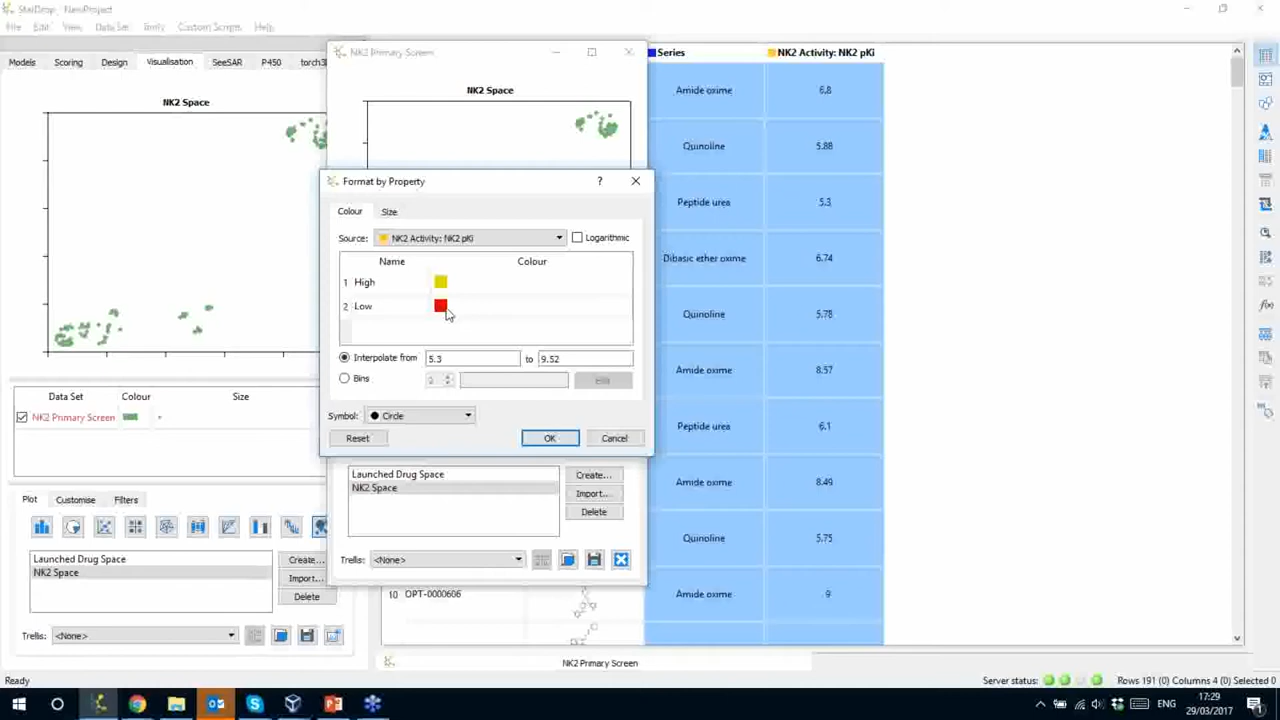 StarDrop - NewProject
File Edit View Data Set Tools Custom Scripts Help
Models Scoring Design Visualisation SeeSAR P450 torch3
NK2 Space
Data Set Colour Size
NK2 Primary Screen
Plot Customise Filters
Launched Drug Space
NK2 Space
Create...
Import...
Delete
Trellis: <None>
Ready
NK2 Primary Screen
NK2 Space
Format by Property ?
Colour Size
Source: NK2 Activity: NK2 pKi Logarithmic
Name Colour
1 High
2 Low
Interpolate from 5.3 to 9.52
Bins 0 Edit
Symbol: Circle
Reset OK Cancel
Launched Drug Space
NK2 Space
Create...
Import...
Delete
Trellis: <None>
Series NK2 Activity: NK2 pKi
Amide oxime 6.8
Quinoline 5.88
Peptide urea 5.3
Dibasic ether oxime 6.74
Quinoline 5.78
Amide oxime 8.57
Peptide urea 6.1
Amide oxime 8.49
Quinoline 5.75
10 OPT-0000606 Amide oxime 9
NK2 Primary Screen
Server status: Rows 191 (0) Columns 4 (0) Selected 0
ENG 17:29
29/03/2017